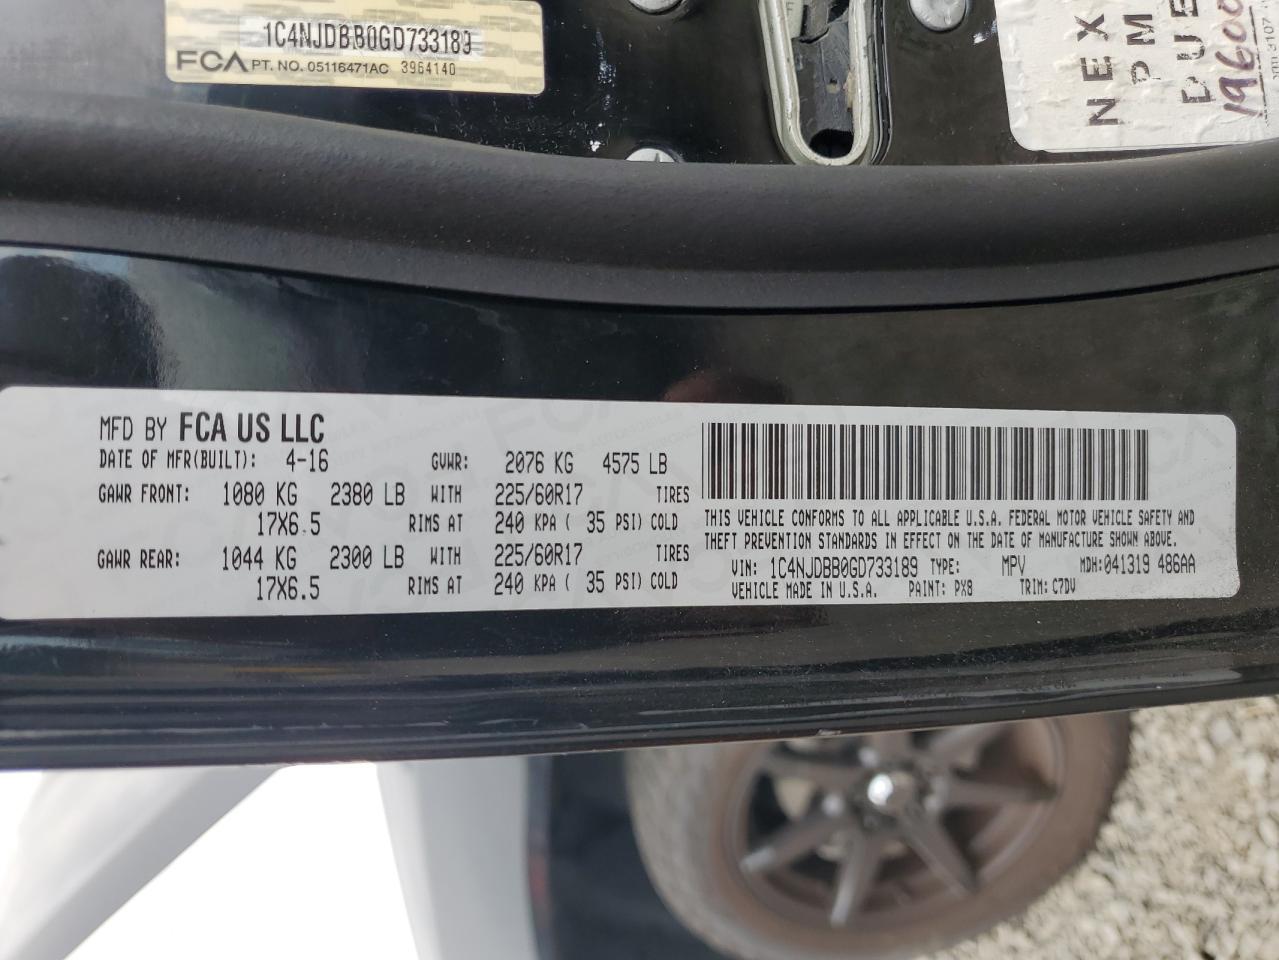 1C4NJDBB0GD733189
FCA PT. NO. 05116471AC 3964140
NEX
PM
DUE
MFD BY FCA US LLC
DATE OF MFR(BUILT): 4-16 GVWR: 2076 KG 4575 LB
GAWR FRONT: 1080 KG 2380 LB WITH 225/60R17 TIRES
17X6.5 RIMS AT 240 KPA ( 35 PSI) COLD
GAWR REAR: 1044 KG 2300 LB WITH 225/60R17 TIRES
17X6.5 RIMS AT 240 KPA ( 35 PSI) COLD
THIS VEHICLE CONFORMS TO ALL APPLICABLE U.S.A. FEDERAL MOTOR VEHICLE SAFETY AND
THEFT PREVENTION STANDARDS IN EFFECT ON THE DATE OF MANUFACTURE SHOWN ABOVE.
VIN: 1C4NJDBB0GD733189 TYPE: MPV MDH: 041319 486AA
VEHICLE MADE IN U.S.A. PAINT: PX8 TRIM: C7DV